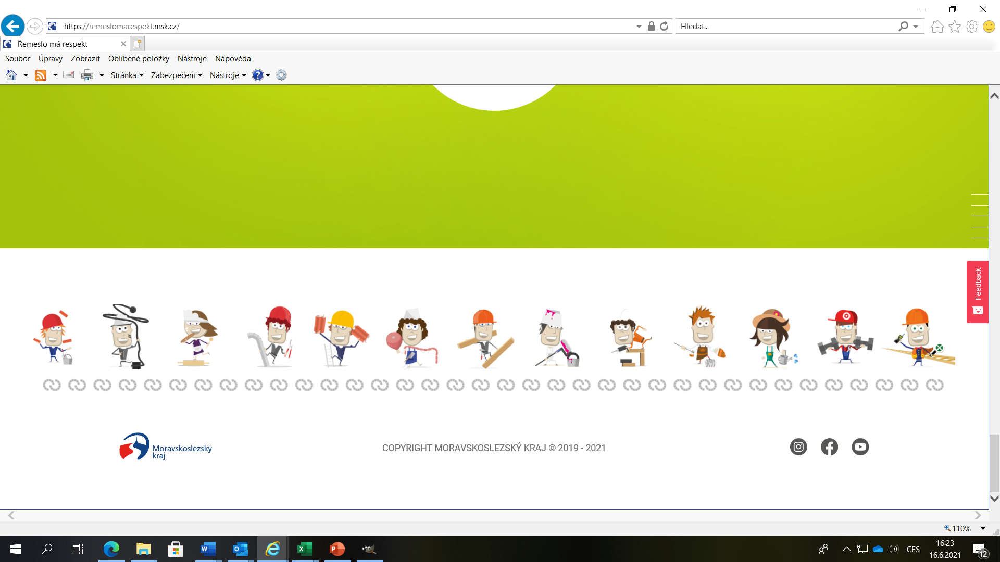 https://remeslomarespekt.msk.cz/
Hledat...
Řemeslo má respekt
Soubor Úpravy Zobrazit Oblíbené položky Nástroje Nápověda
Stránka Zabezpečení Nástroje
Feedback
Moravskoslezský
kraj
COPYRIGHT MORAVSKOSLEZSKÝ KRAJ © 2019 - 2021
110%
CES
16:23
16.6.2021
12